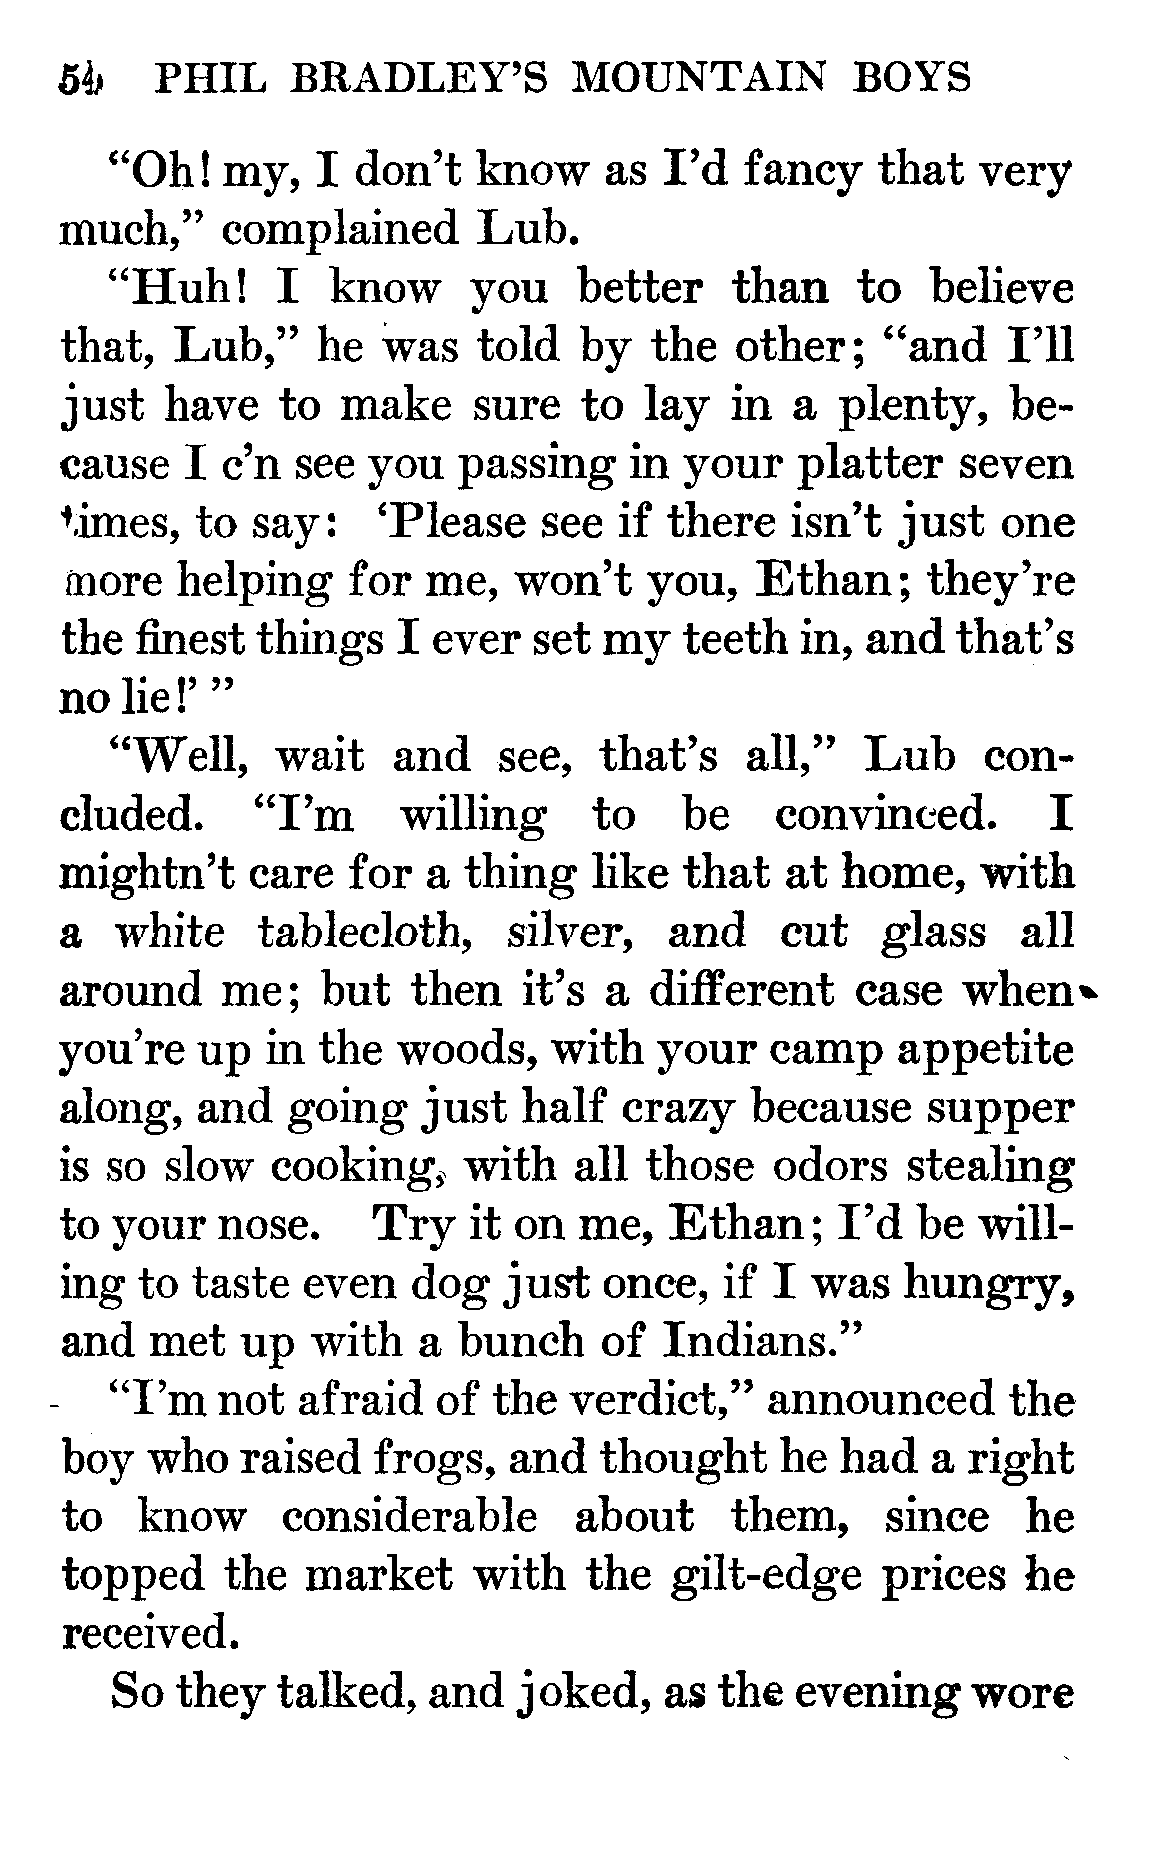 54 PHIL BRADLEY'S MOUNTAIN BOYS
"Oh! my, I don't know as I'd fancy that very
much," complained Lub.
"Huh! I know you better than to believe
that, Lub," he was told by the other; "and I'll
just have to make sure to lay in a plenty, be-
cause I c'n see you passing in your platter seven
times, to say: 'Please see if there isn't just one
more helping for me, won't you, Ethan; they're
the finest things I ever set my teeth in, and that's
no lie!' "
"Well, wait and see, that's all," Lub con-
cluded. "I'm willing to be convinced. I
mightn't care for a thing like that at home, with
a white tablecloth, silver, and cut glass all
around me; but then it's a different case when
you're up in the woods, with your camp appetite
along, and going just half crazy because supper
is so slow cooking, with all those odors stealing
to your nose. Try it on me, Ethan; I'd be will-
ing to taste even dog just once, if I was hungry,
and met up with a bunch of Indians."
"I'm not afraid of the verdict," announced the
boy who raised frogs, and thought he had a right
to know considerable about them, since he
topped the market with the gilt-edge prices he
received.
So they talked, and joked, as the evening wore